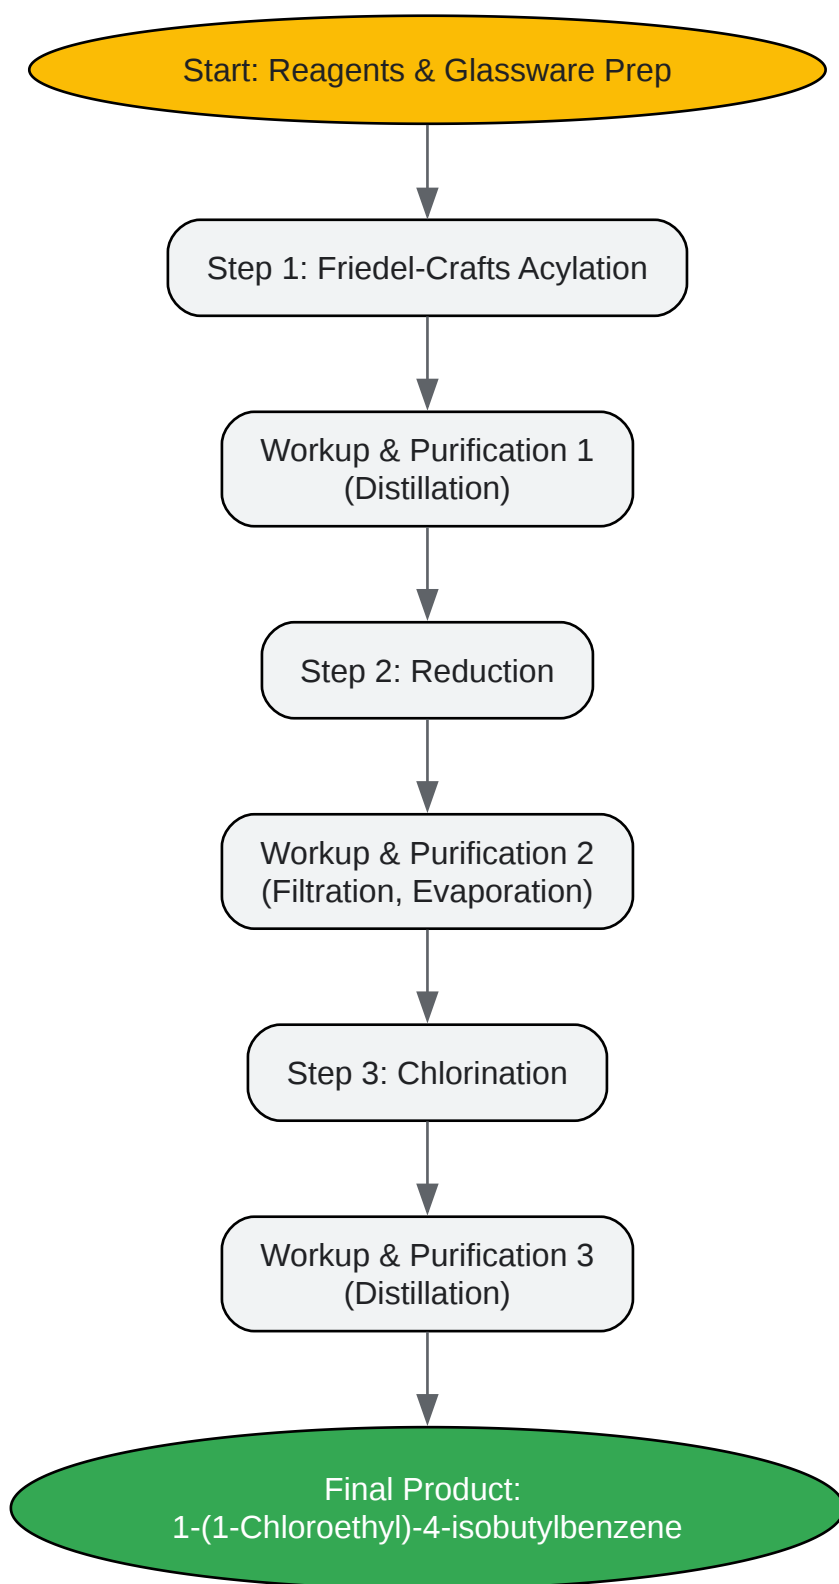 Start: Reagents & Glassware Prep
Step 1: Friedel-Crafts Acylation
Workup & Purification 1
(Distillation)
Step 2: Reduction
Workup & Purification 2
(Filtration, Evaporation)
Step 3: Chlorination
Workup & Purification 3
(Distillation)
Final Product:
1-(1-Chloroethyl)-4-isobutylbenzene